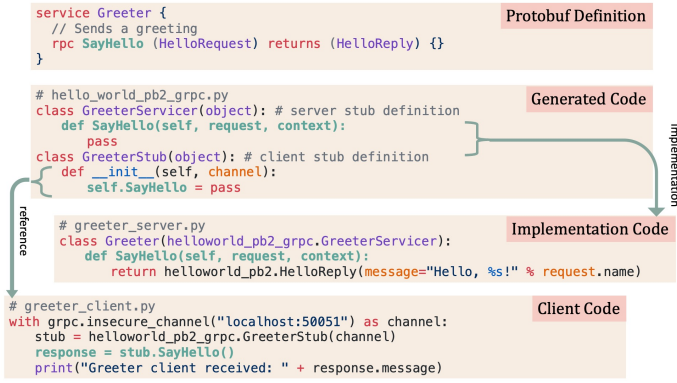 service Greeter {
Protobuf Definition
// Sends a greeting
rpc SayHello (HelloRequest) returns (HelloReply) {}
}
# hello_world_pb2_grpc.py
Generated Code
class GreeterServicer(object): # server stub definition
def SayHello(self, request, context):
pass
class GreeterStub(object): # client stub definition
def __init__(self, channel):
self.SayHello = pass
implementation
reference
# greeter_server.py
Implementation Code
class Greeter(helloworld_pb2_grpc.GreeterServicer):
def SayHello(self, request, context):
return helloworld_pb2.HelloReply(message="Hello, %s!" % request.name)
# greeter_client.py
Client Code
with grpc.insecure_channel("localhost:50051") as channel:
stub = helloworld_pb2_grpc.GreeterStub(channel)
response = stub.SayHello()
print("Greeter client received: " + response.message)